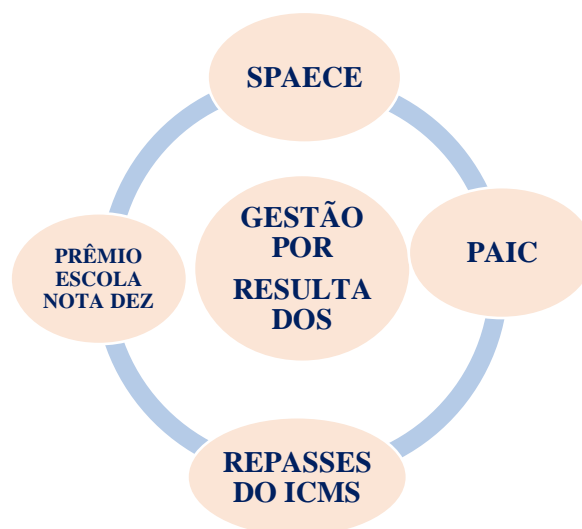 SPAECE
GESTÃO
POR
RESULTA
DOS
PAIC
PRÊMIO
ESCOLA
NOTA DEZ
REPASSES
DO ICMS